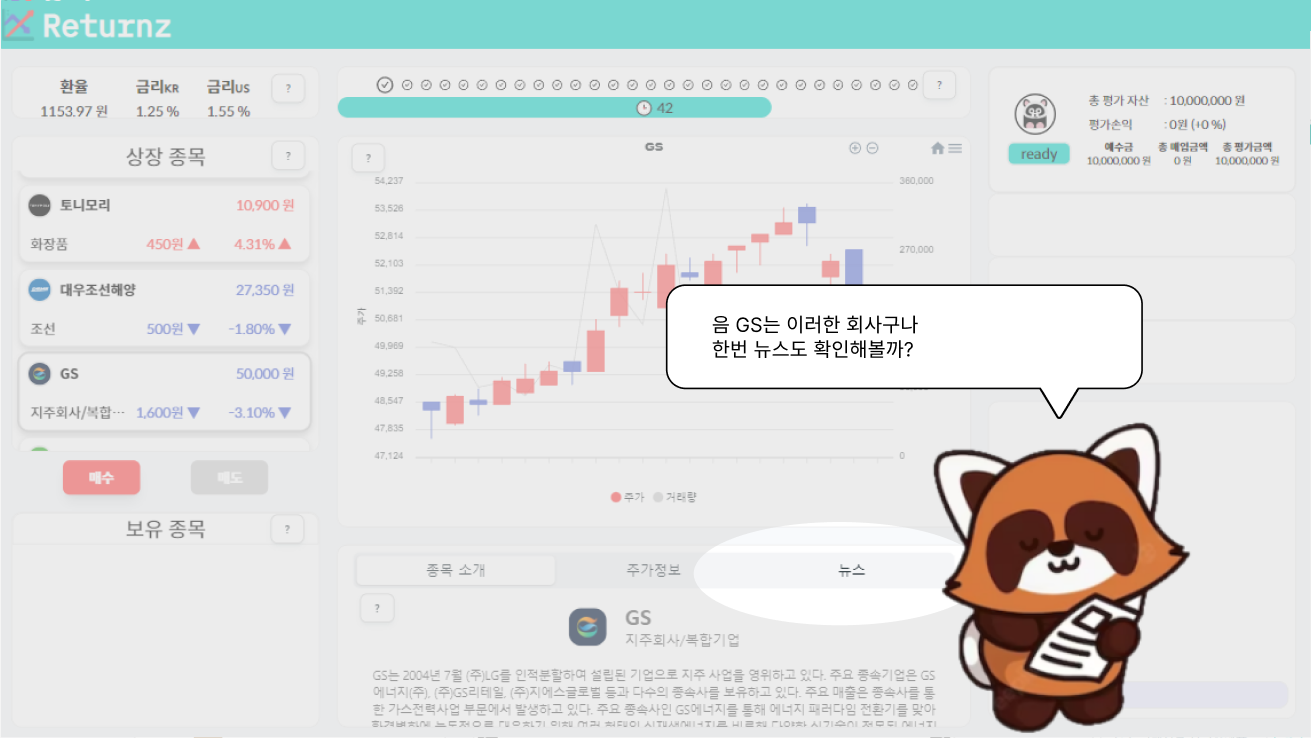 Returnz
환율 금리KR 금리US ?
1153.97 원 1.25 % 1.55 %
상장 종목 ?
토니모리 10,900 원
화장품 450원 ▲ 4.31% ▲
대우조선해양 27,350 원
조선 500원 ▼ -1.80% ▼
GS 50,000 원
지주회사/복합… 1,600원 ▼ -3.10% ▼
매수 매도
보유 종목 ?
?
42
? GS
54,237 360,000
53,526
52,814
52,103 270,000
51,392
50,681
49,969
49,258
48,547
47,835
47,124 0
주가
주가 거래량
음 GS는 이러한 회사구나
한번 뉴스도 확인해볼까?
종목 소개 주가정보 뉴스
?
GS
지주회사/복합기업
GS는 2004년 7월 (주)LG를 인적분할하여 설립된 기업으로 지주 사업을 영위하고 있다. 주요 종속기업은 GS
에너지(주), (주)GS리테일, (주)지에스글로벌 등과 다수의 종속사를 보유하고 있다. 주요 매출은 종속사를 통
한 가스전력사업 부문에서 발생하고 있다. 주요 종속사인 GS에너지를 통해 에너지 패러다임 전환기를 맞아
총 평가 자산 : 10,000,000 원
평가손익 : 0원 (+0 %)
ready
예수금 총 매입금액 총 평가금액
10,000,000 원 0 원 10,000,000 원